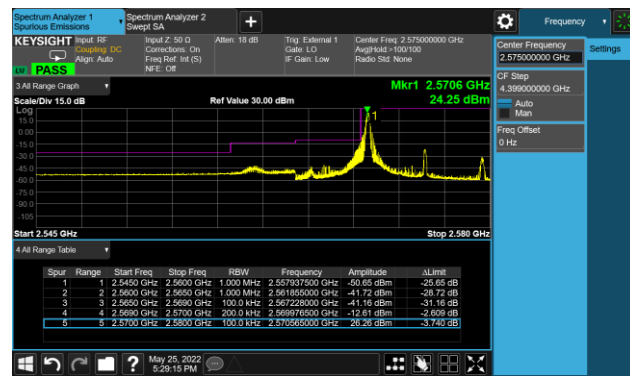 Spectrum Analyzer 1
Spurious Emissions
Spectrum Analyzer 2
Swept SA
Frequency
KEYSIGHT
Input: RF
Coupling: DC
Align: Auto
Input Z: 50 Ω
Corrections: On
Freq Ref: Int (S)
NFE: Off
Atten: 18 dB
Trig: External 1
Gate: LO
IF Gain: Low
Center Freq: 2.575000000 GHz
Avg|Hold:>100/100
Radio Std: None
PASS
Center Frequency
2.575000000 GHz
Settings
CF Step
4.399000000 GHz
Auto
Man
Freq Offset
0 Hz
3 All Range Graph
Mkr1 2.5706 GHz
Scale/Div 15.0 dB
Ref Value 30.00 dBm
24.25 dBm
Log
15.0
0.00
-15.0
-30.0
-45.0
-60.0
-75.0
-90.0
-105
1
Start 2.545 GHz
Stop 2.580 GHz
4 All Range Table
Spur Range Start Freq Stop Freq RBW Frequency Amplitude ΔLimit
1 1 2.5450 GHz 2.5600 GHz 1.000 MHz 2.557937500 GHz -50.65 dBm -25.65 dB
2 2 2.5600 GHz 2.5650 GHz 1.000 MHz 2.561855000 GHz -41.72 dBm -28.72 dB
3 3 2.5650 GHz 2.5690 GHz 100.0 kHz 2.567228000 GHz -41.16 dBm -31.16 dB
4 4 2.5690 GHz 2.5700 GHz 200.0 kHz 2.569976500 GHz -12.61 dBm -2.609 dB
5 5 2.5700 GHz 2.5800 GHz 100.0 kHz 2.570565000 GHz 26.26 dBm -3.740 dB
May 25, 2022
5:29:15 PM